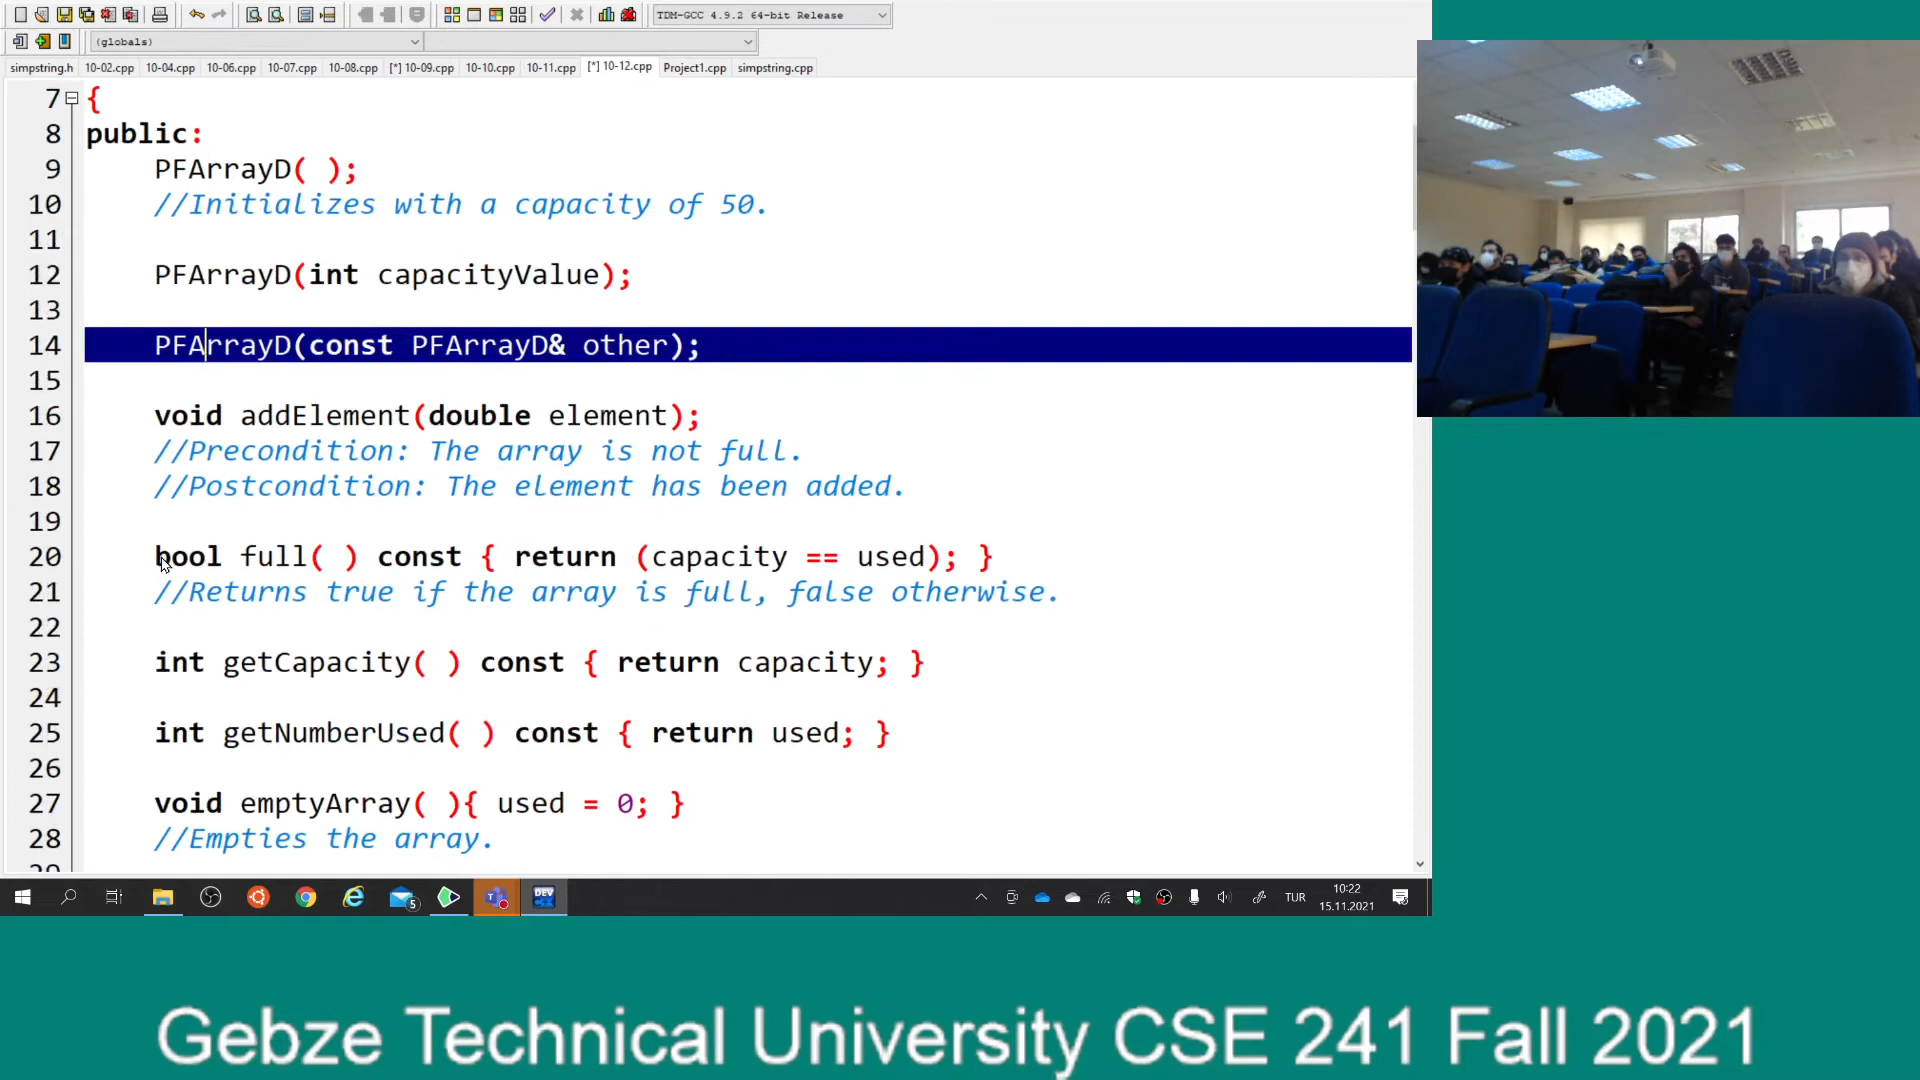 TDM-GCC 4.9.2 64-bit Release
(globals)
simpstring.h 10-02.cpp 10-04.cpp 10-06.cpp 10-07.cpp 10-08.cpp [*] 10-09.cpp 10-10.cpp 10-11.cpp [*] 10-12.cpp Project1.cpp simpstring.cpp
7 {
8 public:
9 PFArrayD( );
10 //Initializes with a capacity of 50.
11
12 PFArrayD(int capacityValue);
13
14 PFArrayD(const PFArrayD& other);
15
16 void addElement(double element);
17 //Precondition: The array is not full.
18 //Postcondition: The element has been added.
19
20 bool full( ) const { return (capacity == used); }
21 //Returns true if the array is full, false otherwise.
22
23 int getCapacity( ) const { return capacity; }
24
25 int getNumberUsed( ) const { return used; }
26
27 void emptyArray( ){ used = 0; }
28 //Empties the array.
5
DEV
TUR
10:22
15.11.2021
Gebze Technical University CSE 241 Fall 2021